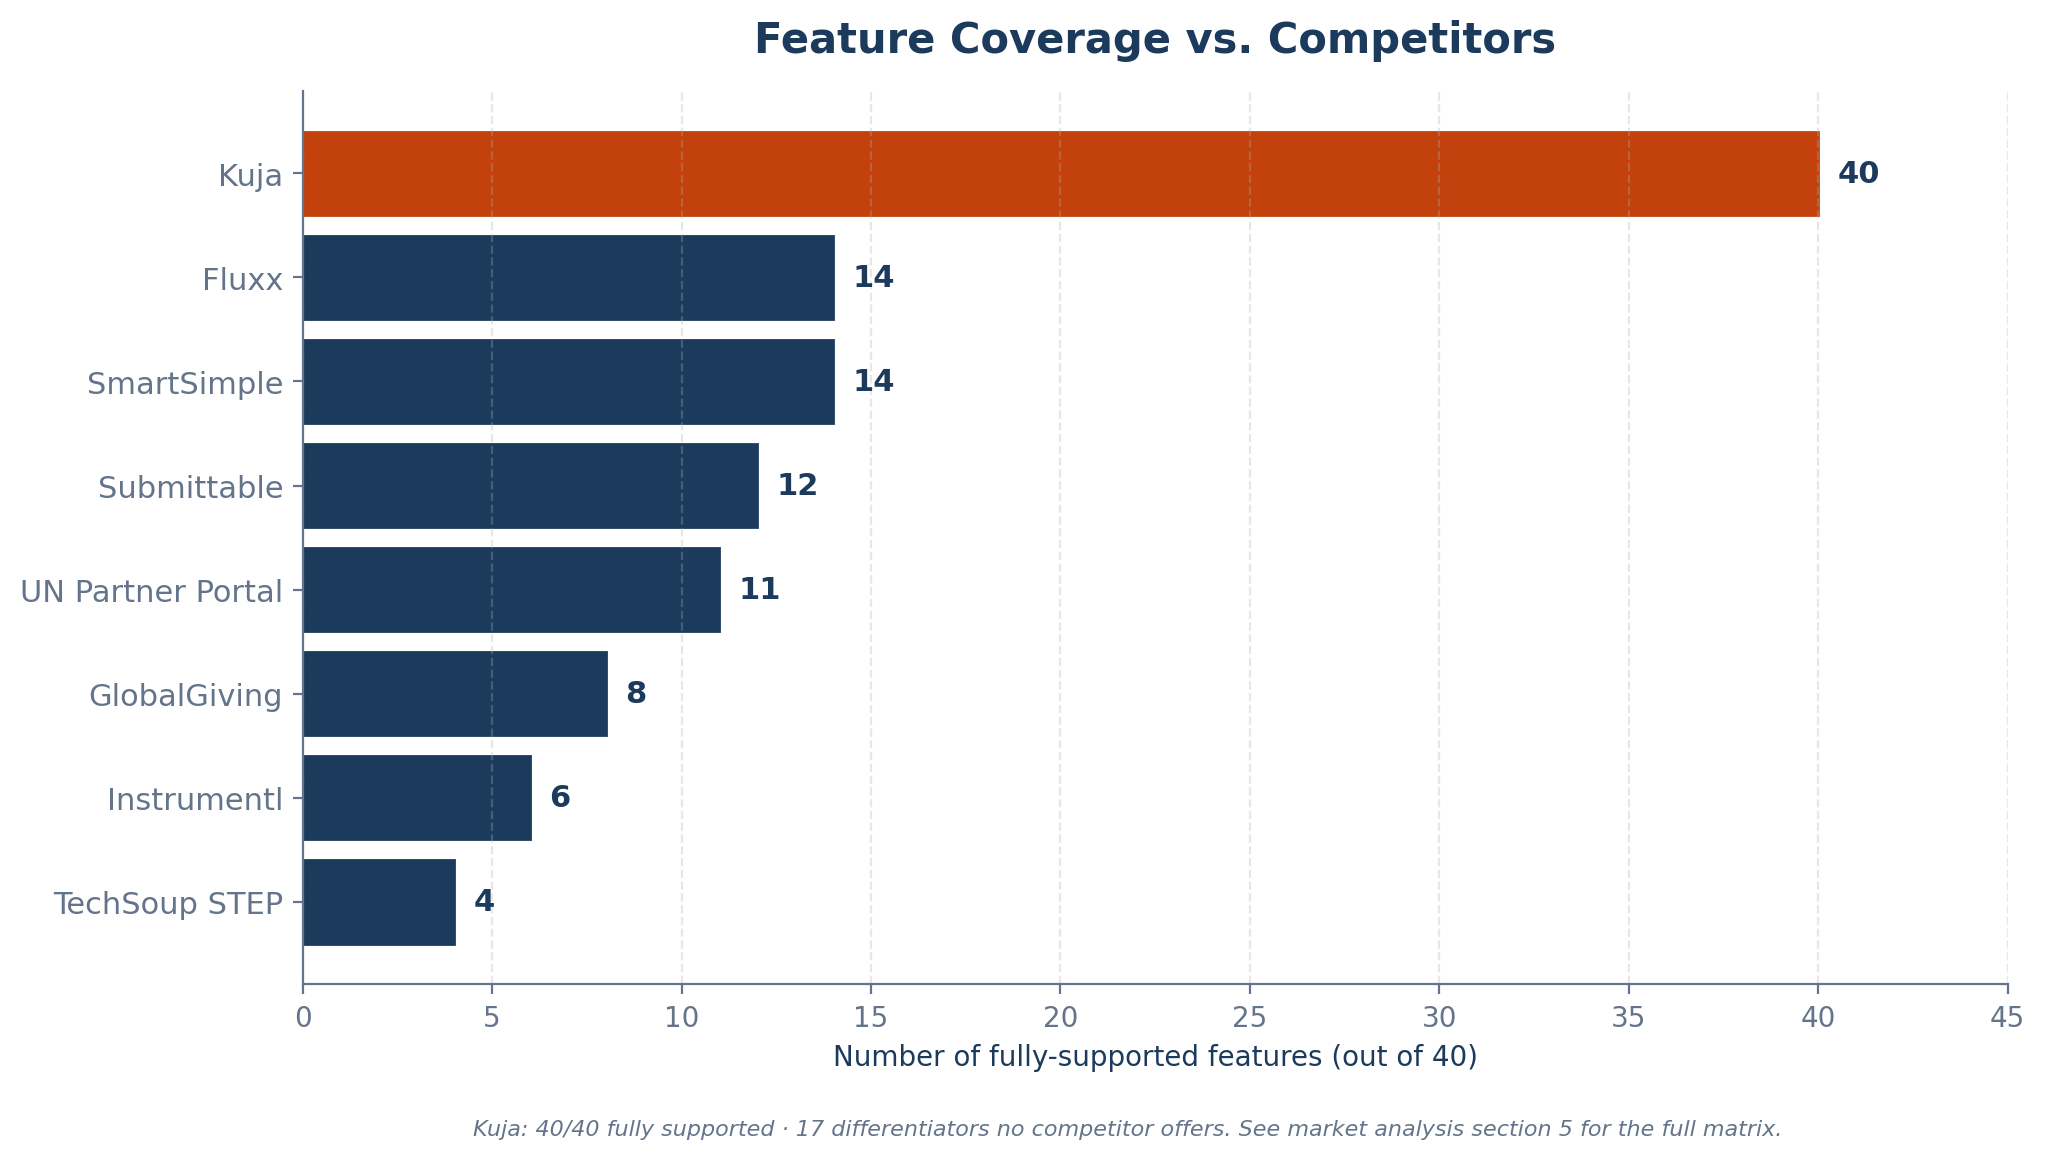 Feature Coverage vs. Competitors
Kuja 40
Fluxx 14
SmartSimple 14
Submittable 12
UN Partner Portal 11
GlobalGiving 8
Instrumentl 6
TechSoup STEP 4
0 5 10 15 20 25 30 35 40 45
Number of fully-supported features (out of 40)
Kuja: 40/40 fully supported · 17 differentiators no competitor offers. See market analysis section 5 for the full matrix.